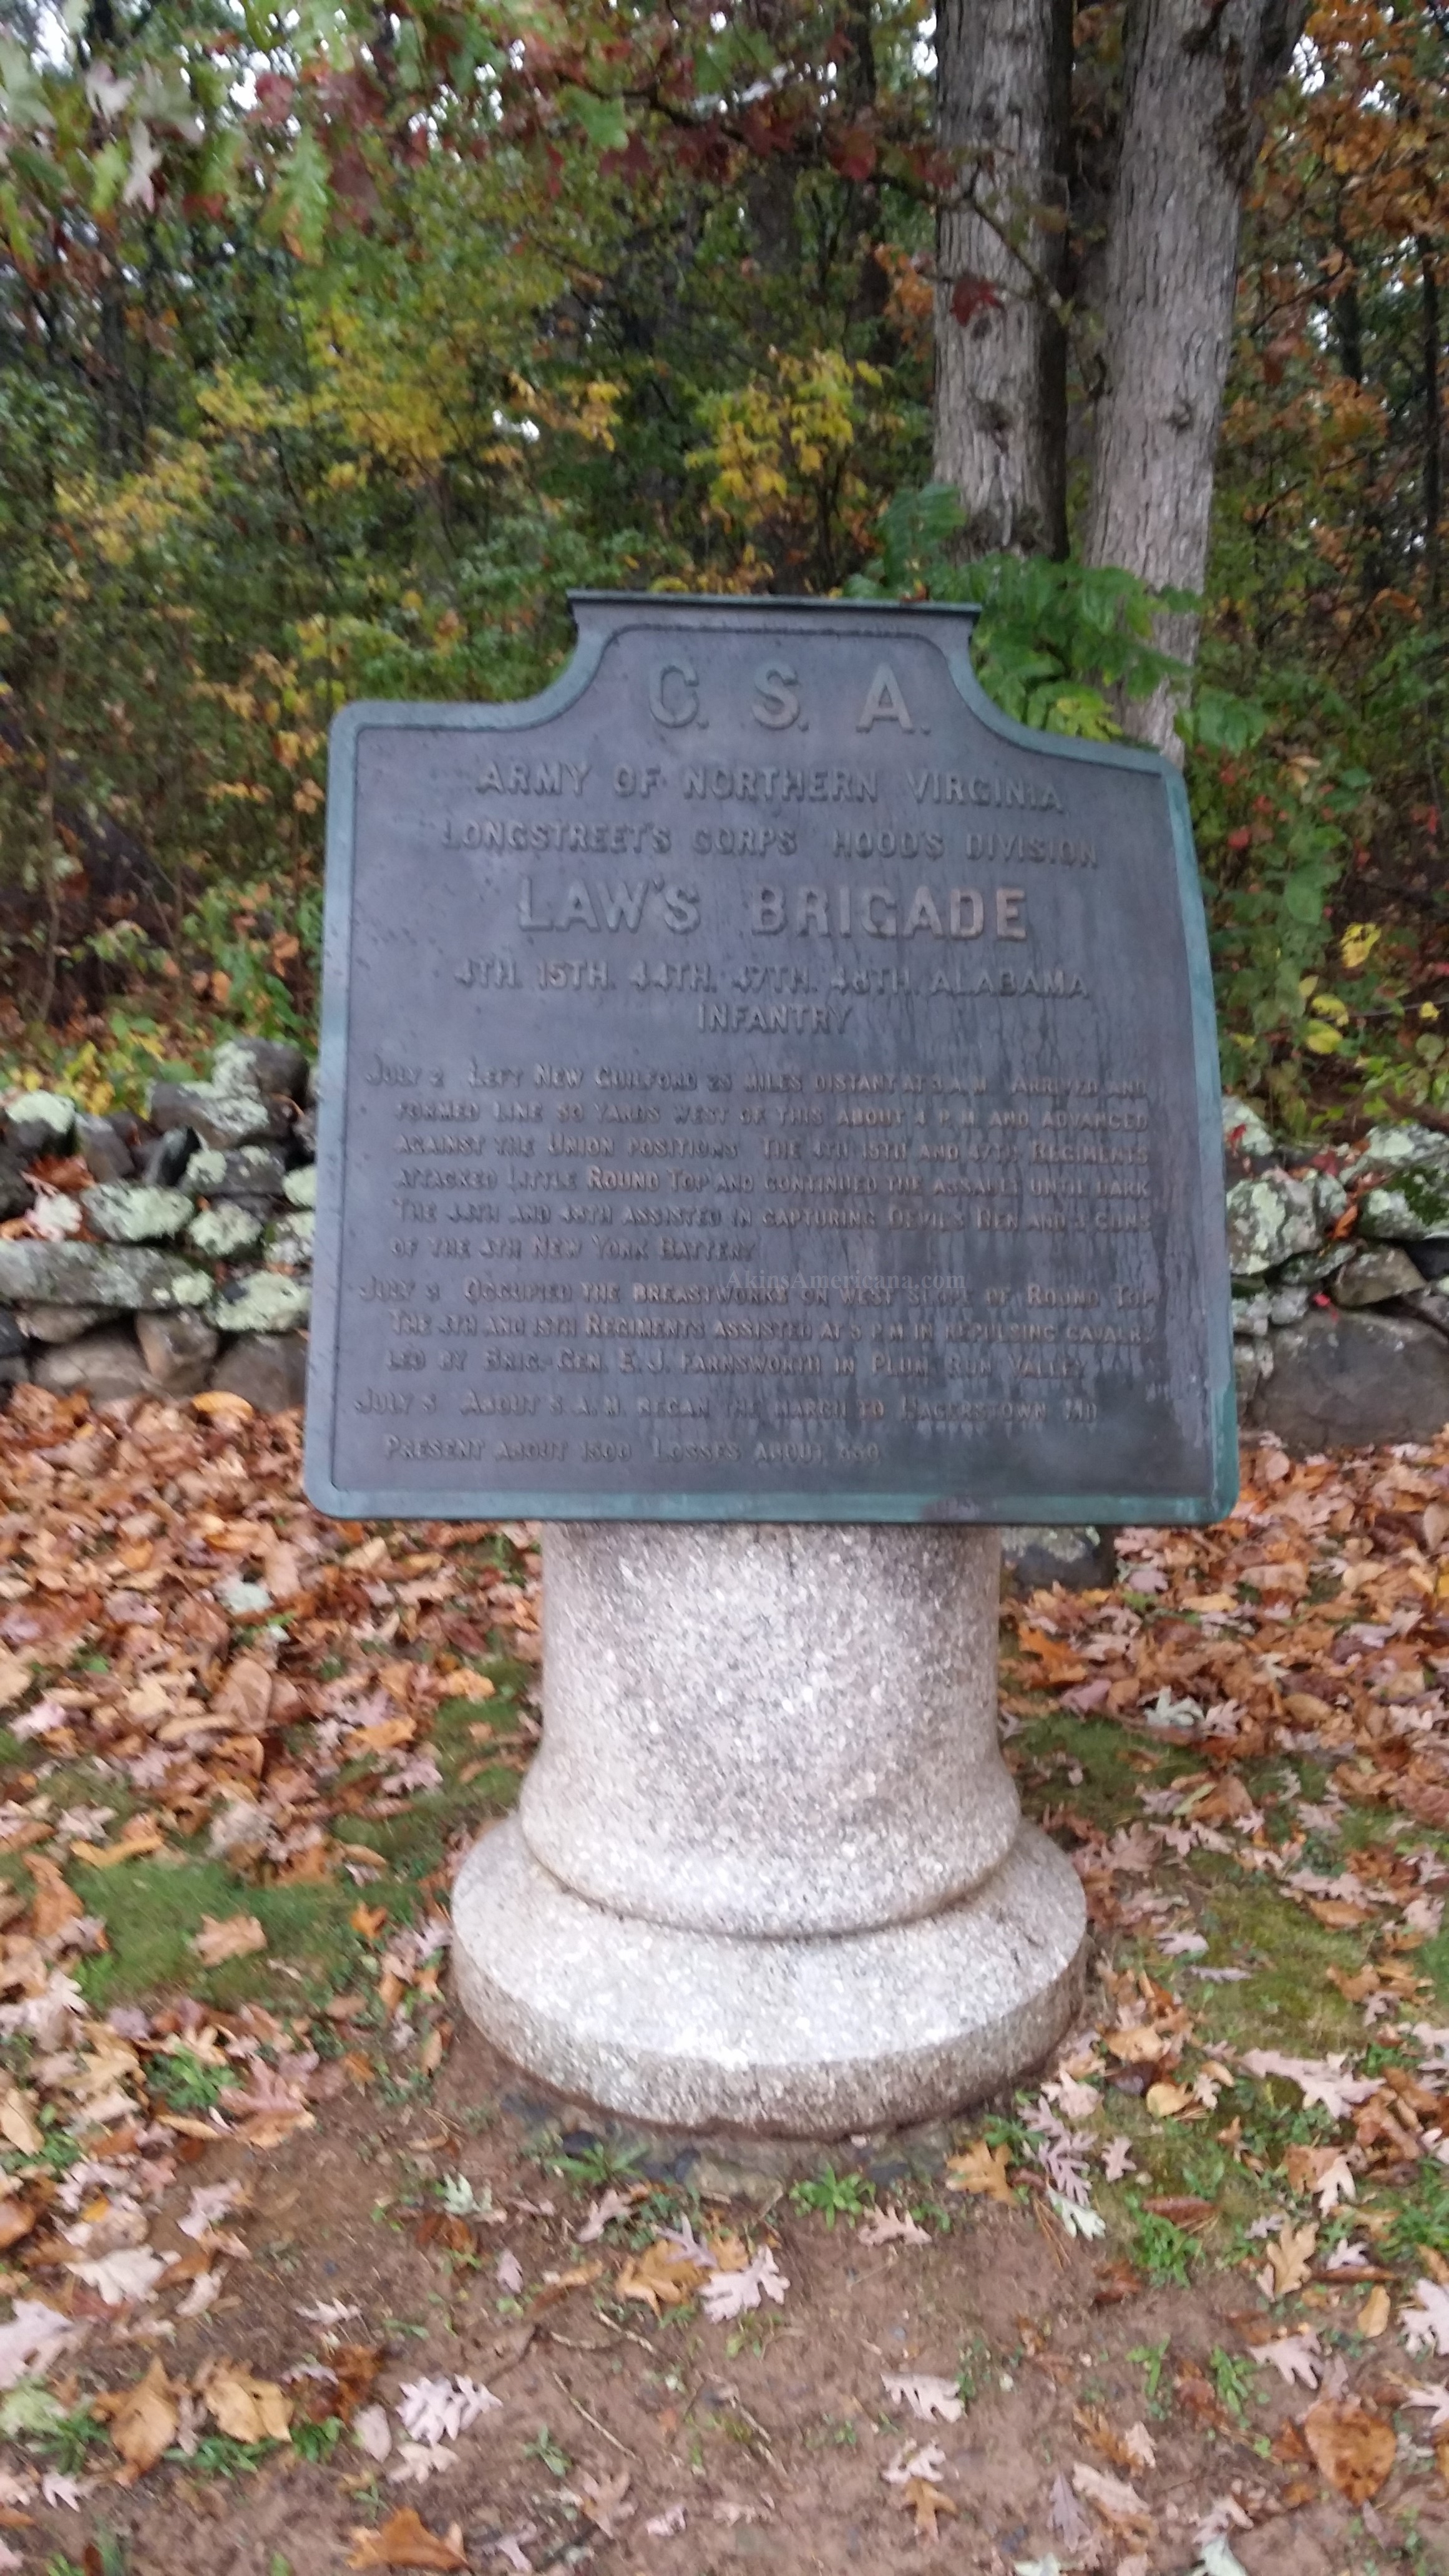 C. S. A.
ARMY OF NORTHERN VIRGINIA
LONGSTREET'S CORPS HOOD'S DIVISION
LAW'S BRIGADE
4TH. 15TH. 44TH. 47TH. 48TH. ALABAMA
INFANTRY
JULY 2 LEFT NEW GUILFORD 25 MILES DISTANT AT 3 A.M. ARRIVED AND
FORMED LINE 50 YARDS WEST OF THIS ABOUT 4 P.M. AND ADVANCED
AGAINST THE UNION POSITIONS THE 4TH 15TH AND 47TH REGIMENTS
ATTACKED LITTLE ROUND TOP AND CONTINUED THE ASSAULT UNTIL DARK
THE 44TH AND 48TH ASSISTED IN CAPTURING DEVIL'S DEN AND 3 GUNS
OF THE 4TH NEW YORK BATTERY
AkinsAmericana.com
JULY 3 OCCUPIED THE BREASTWORKS ON WEST SLOPE OF ROUND TOP
THE 4TH AND 15TH REGIMENTS ASSISTED AT 5 P.M IN REPULSING CAVALRY
LED BY BRIG.-GEN. E. J. FARNSWORTH IN PLUM RUN VALLEY
JULY 5 ABOUT 5 A. M. BEGAN THE MARCH TO HAGERSTOWN MD
PRESENT ABOUT 1500 LOSSES ABOUT